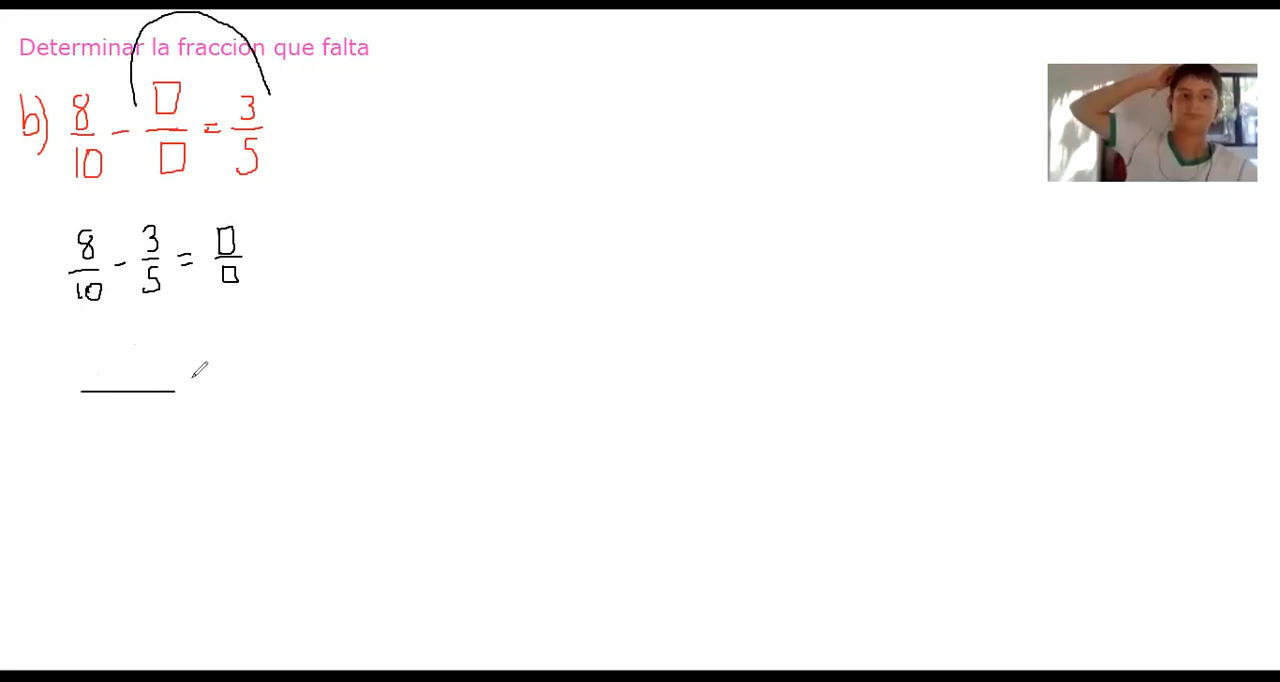 Determinar la fracción que falta
b) 8/10 - □/□ = 3/5
8/10 - 3/5 = □/□